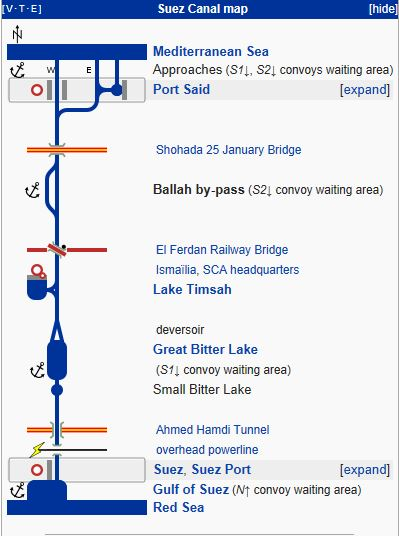 [V·T·E] Suez Canal map [hide]
N
Mediterranean Sea
W E Approaches (S1↓, S2↓ convoys waiting area)
Port Said [expand]
Shohada 25 January Bridge
Ballah by-pass (S2↓ convoy waiting area)
El Ferdan Railway Bridge
Ismaïlia, SCA headquarters
Lake Timsah
deversoir
Great Bitter Lake
(S1↓ convoy waiting area)
Small Bitter Lake
Ahmed Hamdi Tunnel
overhead powerline
Suez, Suez Port [expand]
Gulf of Suez (N↑ convoy waiting area)
Red Sea